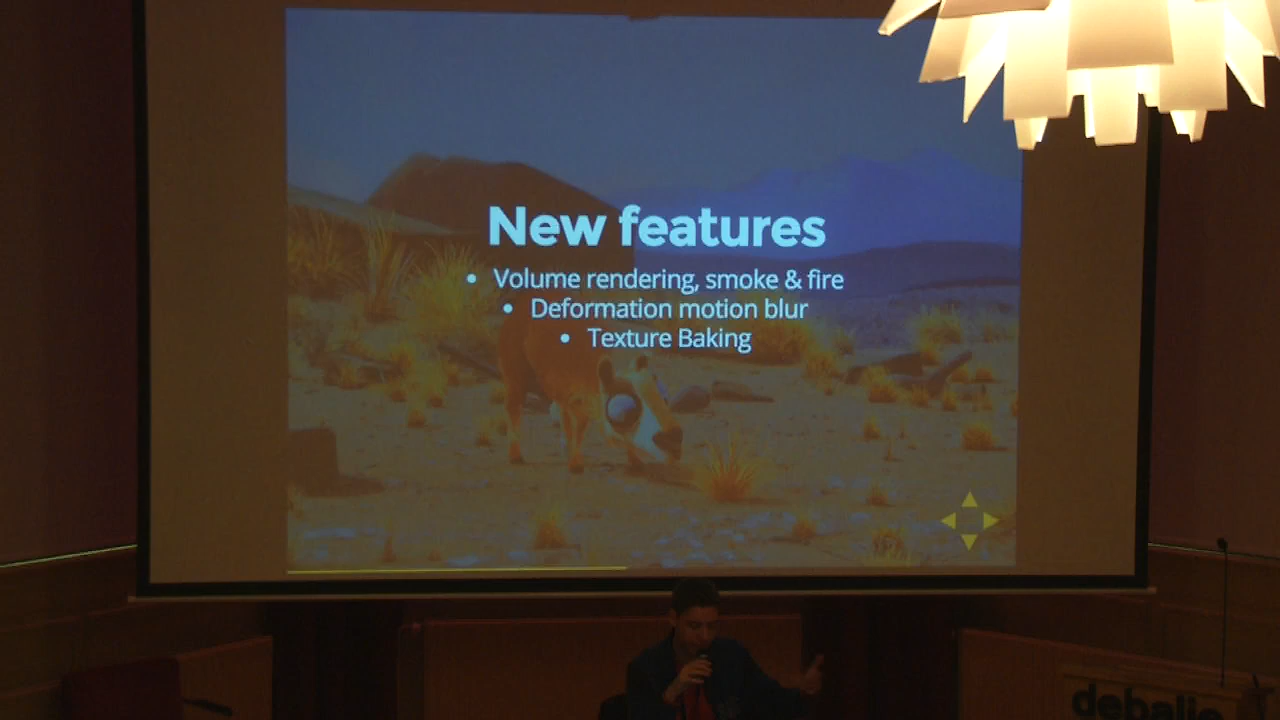 New features
• Volume rendering, smoke & fire
• Deformation motion blur
• Texture Baking
debalie